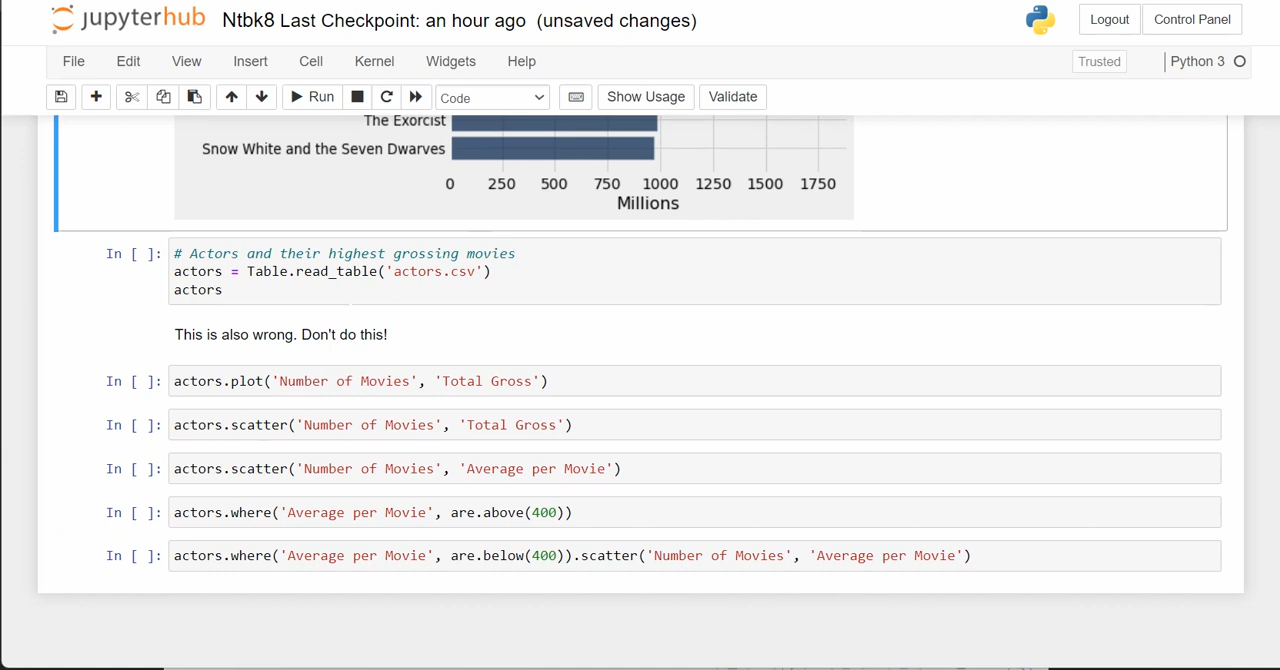 jupyterhub Ntbk8 Last Checkpoint: an hour ago (unsaved changes) Logout Control Panel
File Edit View Insert Cell Kernel Widgets Help Trusted Python 3
Run Code Show Usage Validate
The Exorcist
Snow White and the Seven Dwarves
0 250 500 750 1000 1250 1500 1750
Millions
In [ ]: # Actors and their highest grossing movies
actors = Table.read_table('actors.csv')
actors
This is also wrong. Don't do this!
In [ ]: actors.plot('Number of Movies', 'Total Gross')
In [ ]: actors.scatter('Number of Movies', 'Total Gross')
In [ ]: actors.scatter('Number of Movies', 'Average per Movie')
In [ ]: actors.where('Average per Movie', are.above(400))
In [ ]: actors.where('Average per Movie', are.below(400)).scatter('Number of Movies', 'Average per Movie')